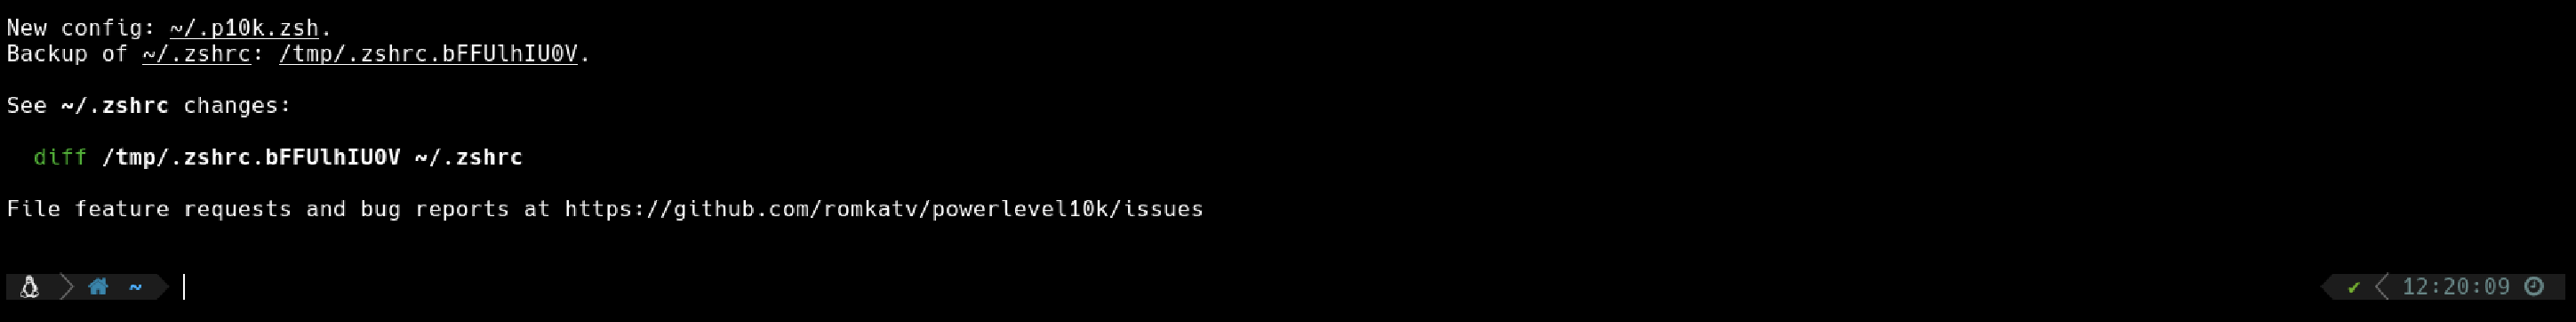 New config: ~/.p10k.zsh.
Backup of ~/.zshrc: /tmp/.zshrc.bFFUlhIU0V.
See ~/.zshrc changes:
diff /tmp/.zshrc.bFFUlhIU0V ~/.zshrc
File feature requests and bug reports at https://github.com/romkatv/powerlevel10k/issues
~ ✔ 12:20:09